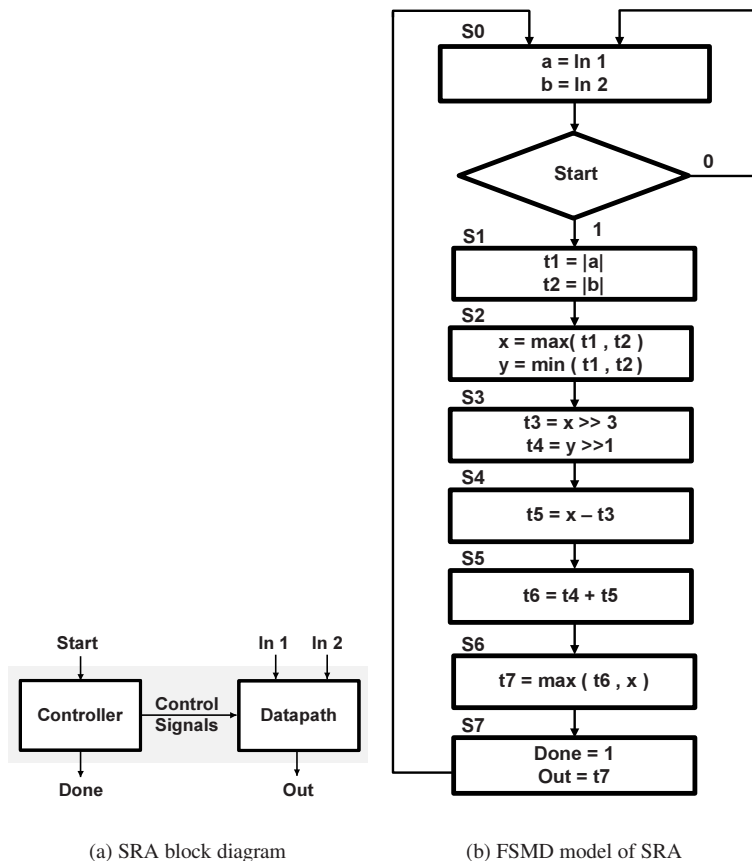 Start
In 1 In 2
Controller
Control
Signals
Datapath
Done
Out
(a) SRA block diagram
S0
a = In 1
b = In 2
Start
0
1
S1
t1 = |a|
t2 = |b|
S2
x = max( t1 , t2 )
y = min ( t1 , t2 )
S3
t3 = x >> 3
t4 = y >>1
S4
t5 = x – t3
S5
t6 = t4 + t5
S6
t7 = max ( t6 , x )
S7
Done = 1
Out = t7
(b) FSMD model of SRA